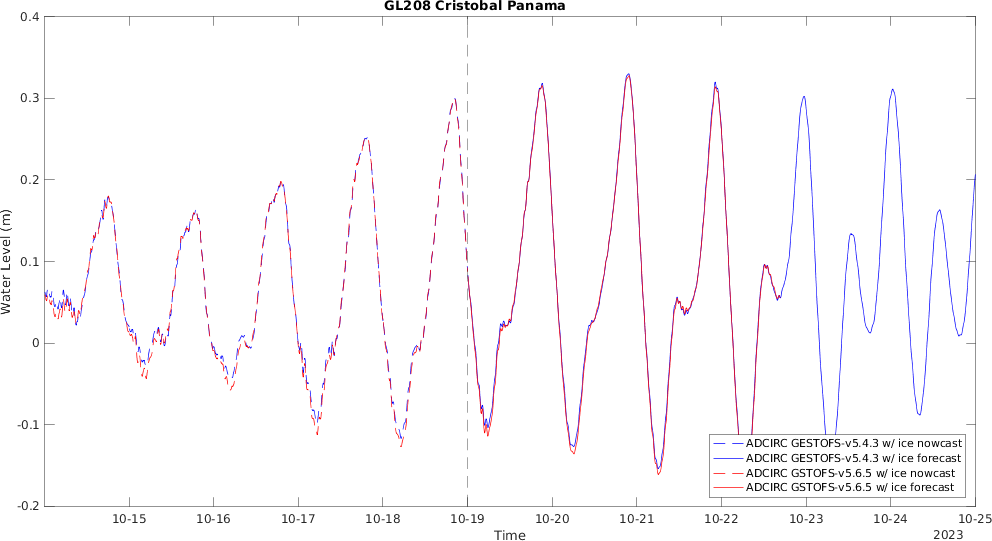 GL208 Cristobal Panama
0.4
0.3
0.2
0.1
0
-0.1
-0.2
Water Level (m)
ADCIRC GESTOFS-v5.4.3 w/ ice nowcast
ADCIRC GESTOFS-v5.4.3 w/ ice forecast
ADCIRC GSTOFS-v5.6.5 w/ ice nowcast
ADCIRC GSTOFS-v5.6.5 w/ ice forecast
10-15 10-16 10-17 10-18 10-19 10-20 10-21 10-22 10-23 10-24 10-25
Time
2023